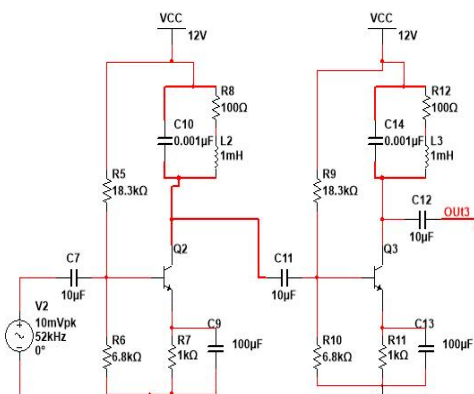 VCC
12V
VCC
12V
R8
100Ω
C10
0.001µF
L2
1mH
R5
18.3kΩ
R12
100Ω
C14
0.001µF
L3
1mH
R9
18.3kΩ
C12
10µF
OUt3
Q2
Q3
C7
10µF
C11
10µF
V2
10mVpk
52kHz
0°
R6
6.8kΩ
R7
1kΩ
C9
100µF
R10
6.8kΩ
R11
1kΩ
C13
100µF